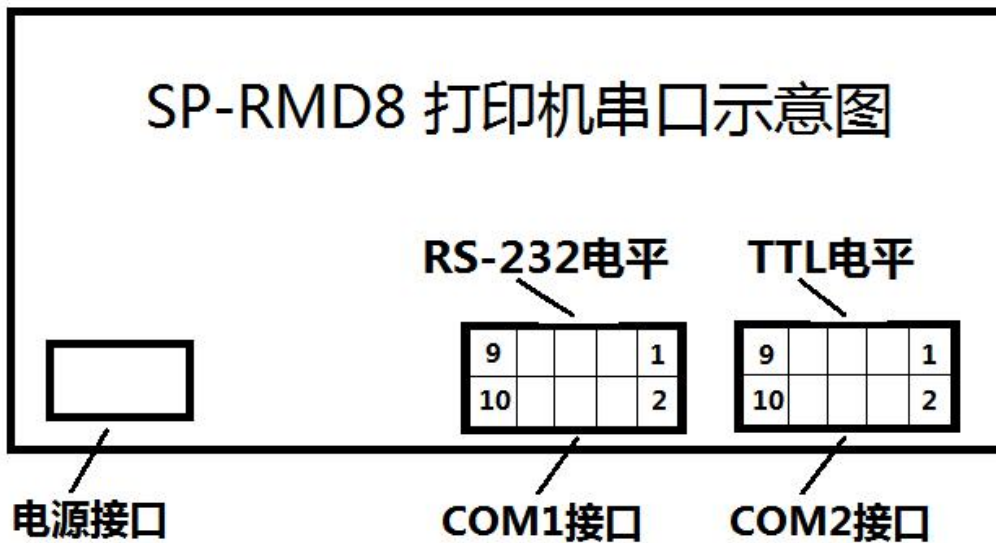 SP-RMD8 打印机串口示意图
RS-232电平 TTL电平
9 1 9 1
10 2 10 2
电源接口 COM1接口 COM2接口